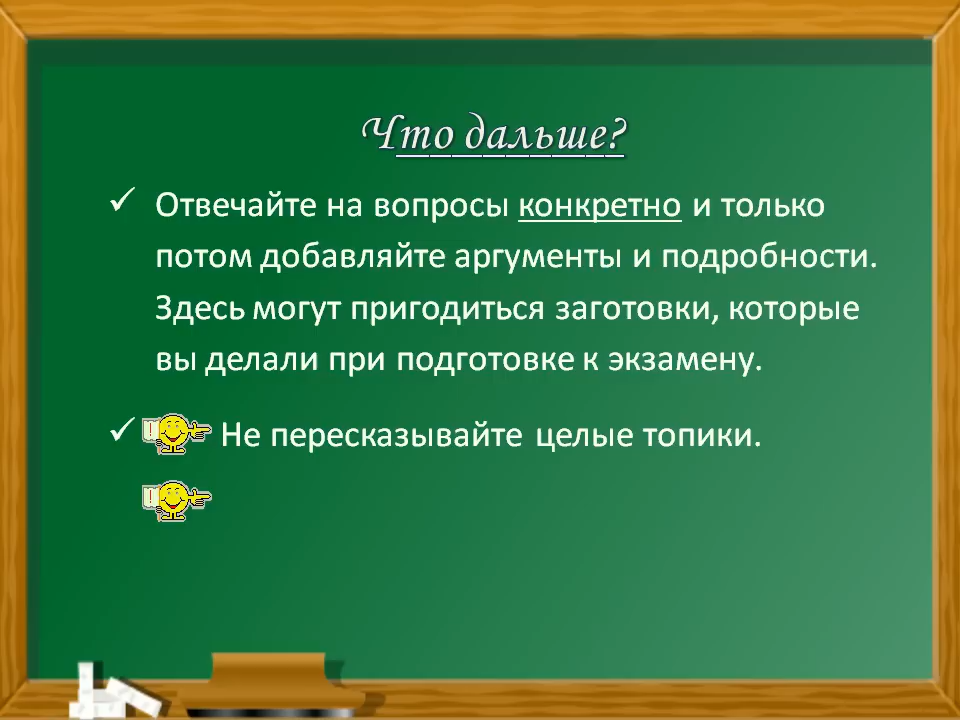 Что дальше?
✓ Отвечайте на вопросы конкретно и только
потом добавляйте аргументы и подробности.
Здесь могут пригодиться заготовки, которые
вы делали при подготовке к экзамену.
✓ Не пересказывайте целые топики.